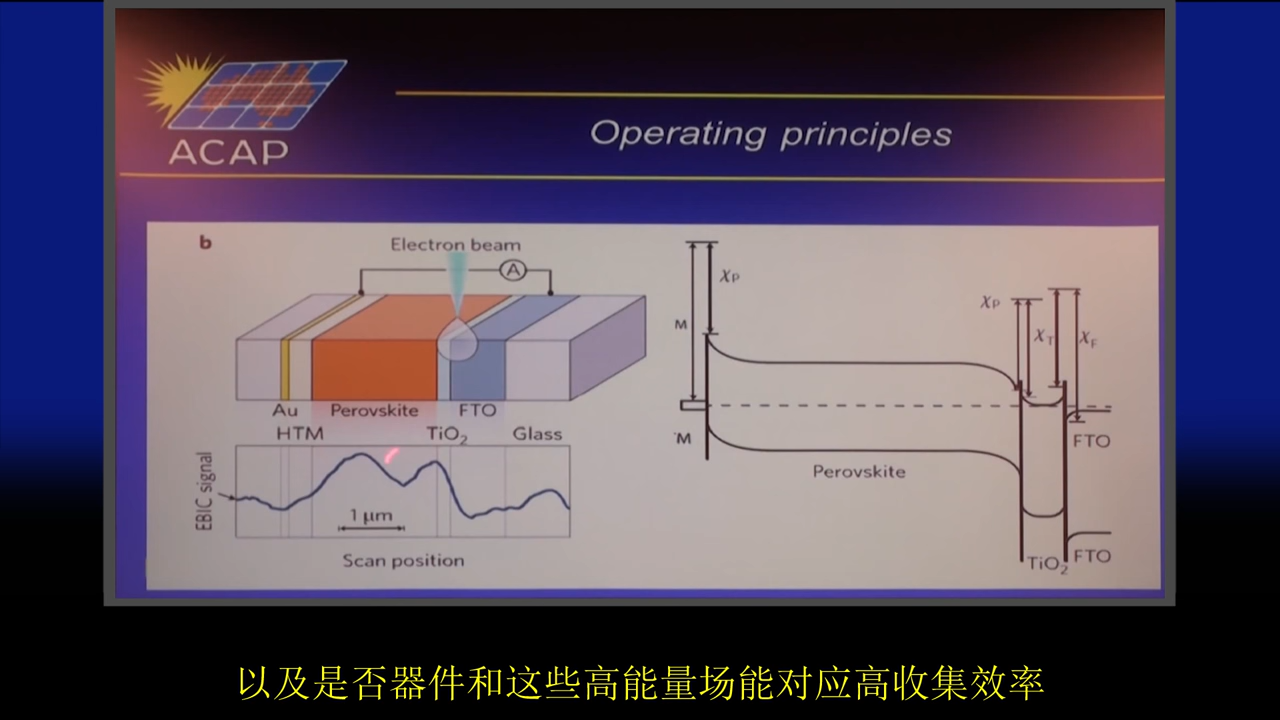 ACAP
Operating principles
b
Electron beam
A
Au
Perovskite
FTO
HTM
TiO₂
Glass
EBIC signal
1 μm
Scan position
χP
M
χP
χT
χF
M
FTO
Perovskite
TiO₂
FTO
以及是否器件和这些高能量场能对应高收集效率